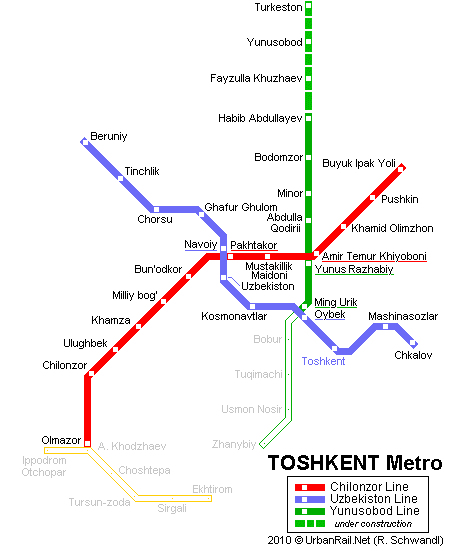 Turkeston
Yunusobod
Fayzulla Khuzhaev
Habib Abdullayev
Beruniy
Bodomzor
Buyuk Ipak Yoli
Tinchlik
Minor
Pushkin
Ghafur Ghulom
Chorsu
Abdulla
Qodirii
Khamid Olimzhon
Navoiy
Pakhtakor
Amir Temur Khiyoboni
Mustakillik
Maidoni
Yunus Razhabiy
Bun'odkor
Uzbekiston
Milliy bog'
Ming Urik
Oybek
Kosmonavtlar
Mashinasozlar
Khamza
Bobur
Ulughbek
Chkalov
Toshkent
Chilonzor
Tuqimachi
Usmon Nosir
Olmazor
A. Khodzhaev
Zhanybiy
Ippodrom
Otchopar
Choshtepa
Ekhtirom
Tursun-zoda
Sirgali
TOSHKENT Metro
Chilonzor Line
Uzbekiston Line
Yunusobod Line
under construction
2010 © UrbanRail.Net (R. Schwandl)